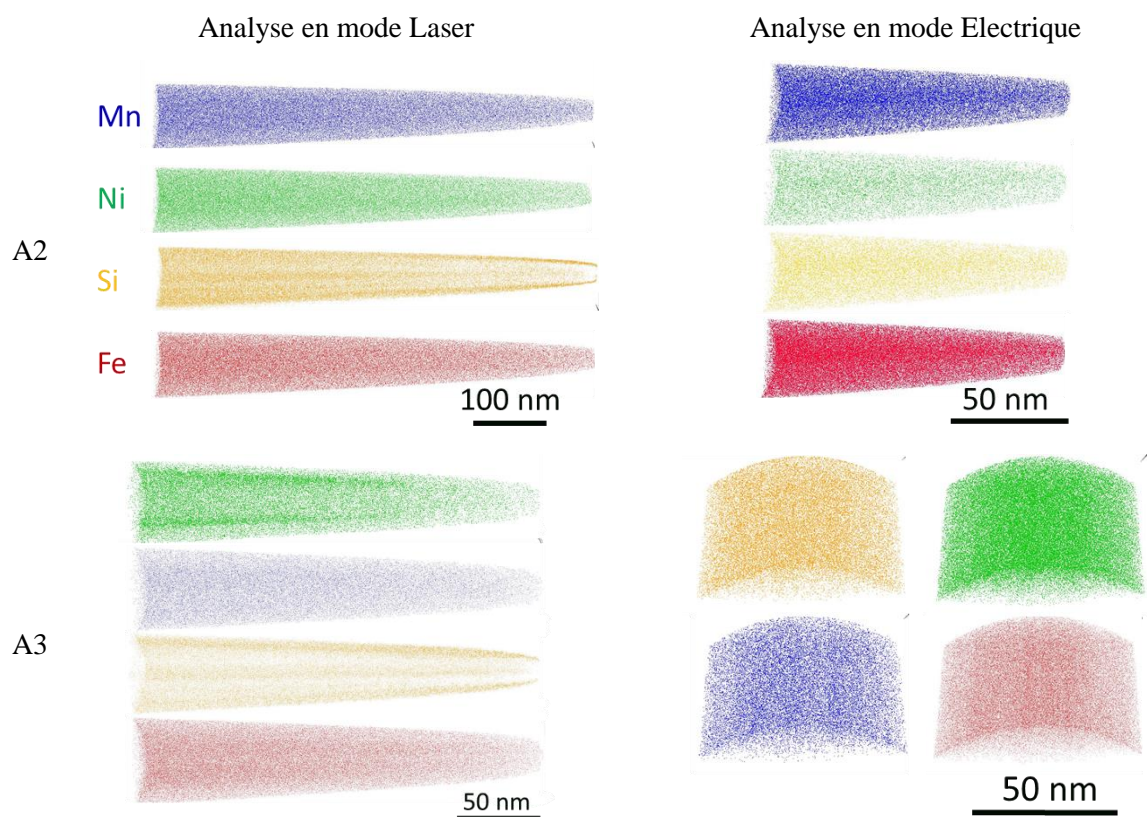 Analyse en mode Laser
Analyse en mode Electrique
Mn
Ni
A2
Si
Fe
100 nm
50 nm
A3
50 nm
50 nm